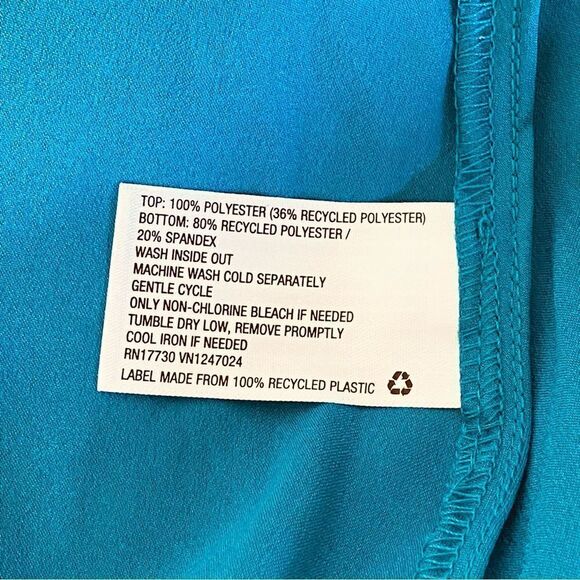 TOP: 100% POLYESTER (36% RECYCLED POLYESTER)
BOTTOM: 80% RECYCLED POLYESTER /
20% SPANDEX
WASH INSIDE OUT
MACHINE WASH COLD SEPARATELY
GENTLE CYCLE
ONLY NON-CHLORINE BLEACH IF NEEDED
TUMBLE DRY LOW, REMOVE PROMPTLY
COOL IRON IF NEEDED
RN17730 VN1247024
LABEL MADE FROM 100% RECYCLED PLASTIC